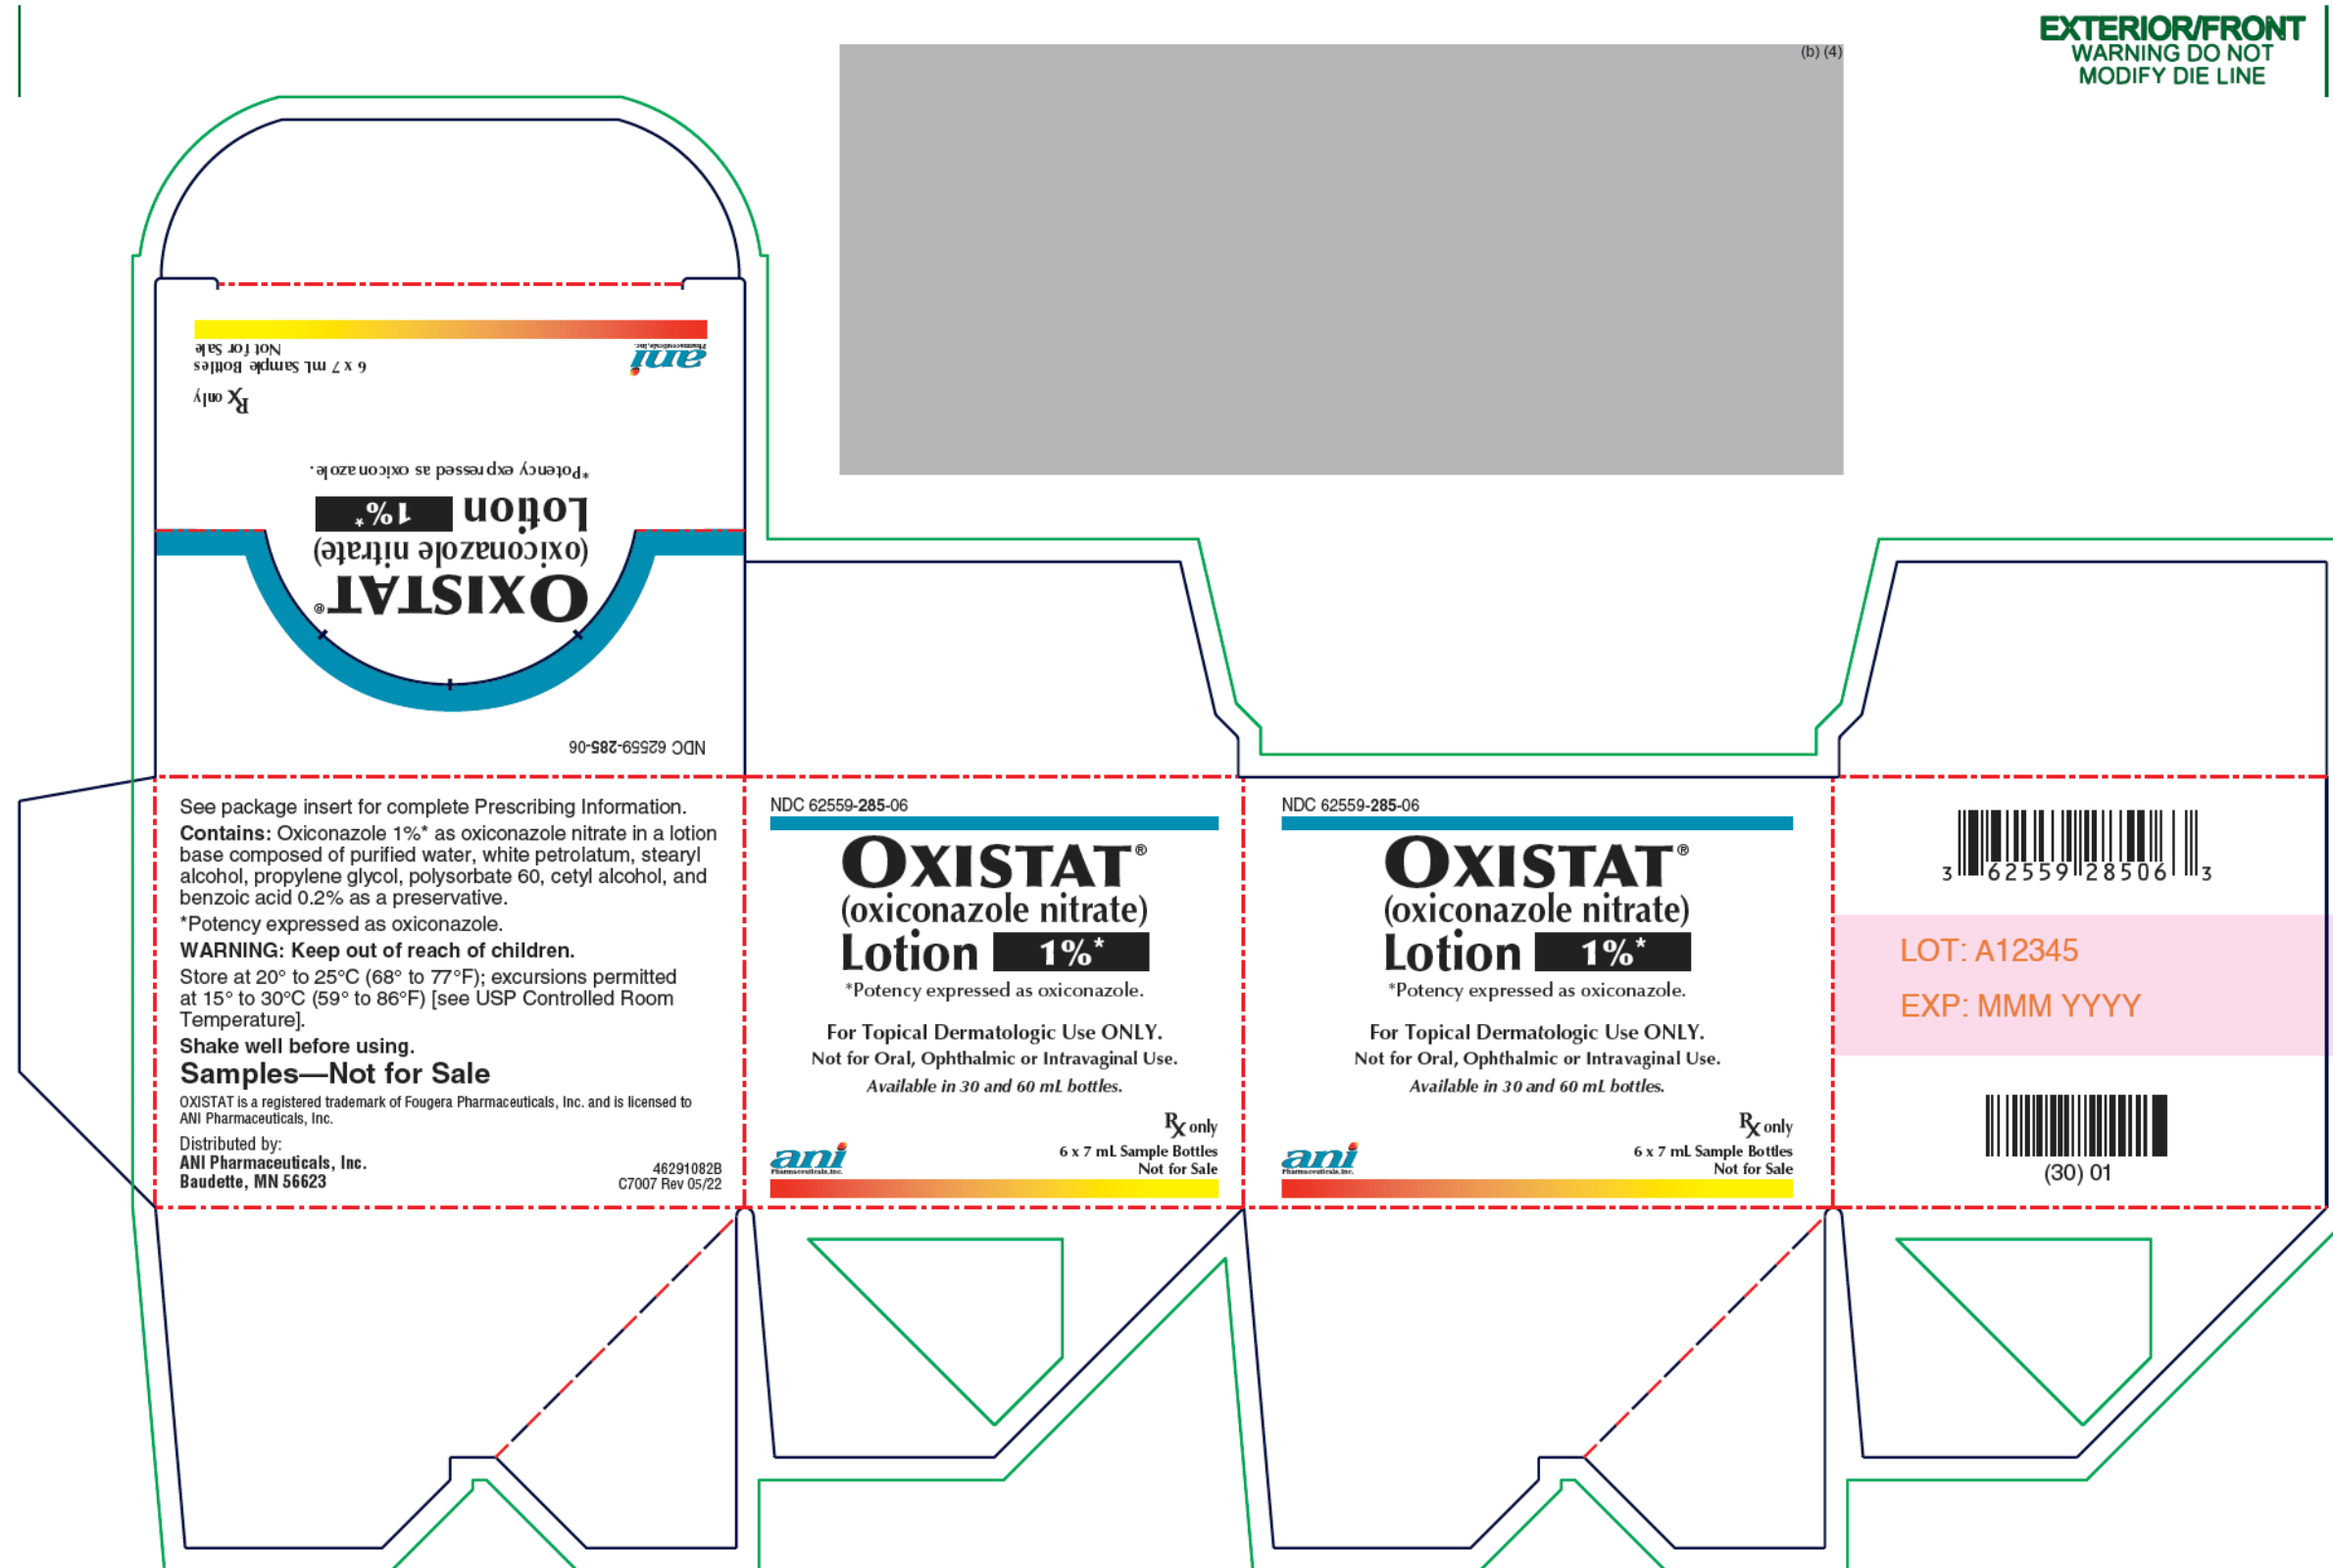 EXTERIOR/FRONT
WARNING DO NOT
MODIFY DIE LINE
(b) (4)
NDC 62559-285-06
OXISTAT®
(oxiconazole nitrate)
Lotion 1%*
*Potency expressed as oxiconazole.
Rx only
6 x 7 mL Sample Bottles
Not for Sale
ani
Pharmaceuticals, Inc.
See package insert for complete Prescribing Information.
Contains: Oxiconazole 1%* as oxiconazole nitrate in a lotion
base composed of purified water, white petrolatum, stearyl
alcohol, propylene glycol, polysorbate 60, cetyl alcohol, and
benzoic acid 0.2% as a preservative.
*Potency expressed as oxiconazole.
WARNING: Keep out of reach of children.
Store at 20° to 25°C (68° to 77°F); excursions permitted
at 15° to 30°C (59° to 86°F) [see USP Controlled Room
Temperature].
Shake well before using.
Samples—Not for Sale
OXISTAT is a registered trademark of Fougera Pharmaceuticals, Inc. and is licensed to
ANI Pharmaceuticals, Inc.
Distributed by:
ANI Pharmaceuticals, Inc.
Baudette, MN 56623
46291082B
C7007 Rev 05/22
NDC 62559-285-06
OXISTAT®
(oxiconazole nitrate)
Lotion 1%*
*Potency expressed as oxiconazole.
For Topical Dermatologic Use ONLY.
Not for Oral, Ophthalmic or Intravaginal Use.
Available in 30 and 60 mL bottles.
Rx only
6 x 7 mL Sample Bottles
Not for Sale
ani
Pharmaceuticals, Inc.
NDC 62559-285-06
OXISTAT®
(oxiconazole nitrate)
Lotion 1%*
*Potency expressed as oxiconazole.
For Topical Dermatologic Use ONLY.
Not for Oral, Ophthalmic or Intravaginal Use.
Available in 30 and 60 mL bottles.
Rx only
6 x 7 mL Sample Bottles
Not for Sale
ani
Pharmaceuticals, Inc.
3 62559 28506 3
LOT: A12345
EXP: MMM YYYY
(30) 01